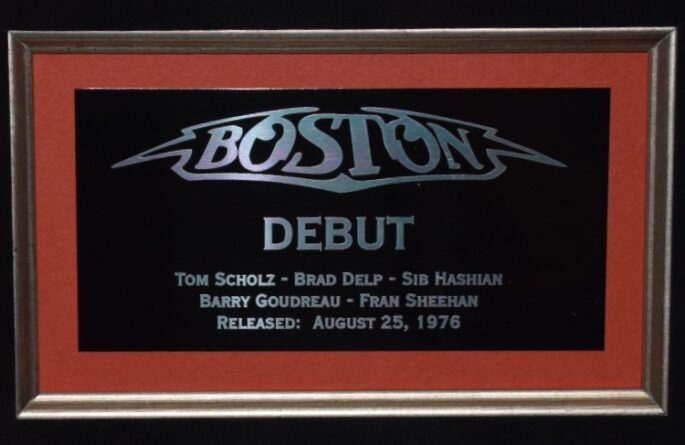 BOSTON
DEBUT
Tom Scholz - Brad Delp - Sib Hashian
Barry Goudreau - Fran Sheehan
Released: August 25, 1976